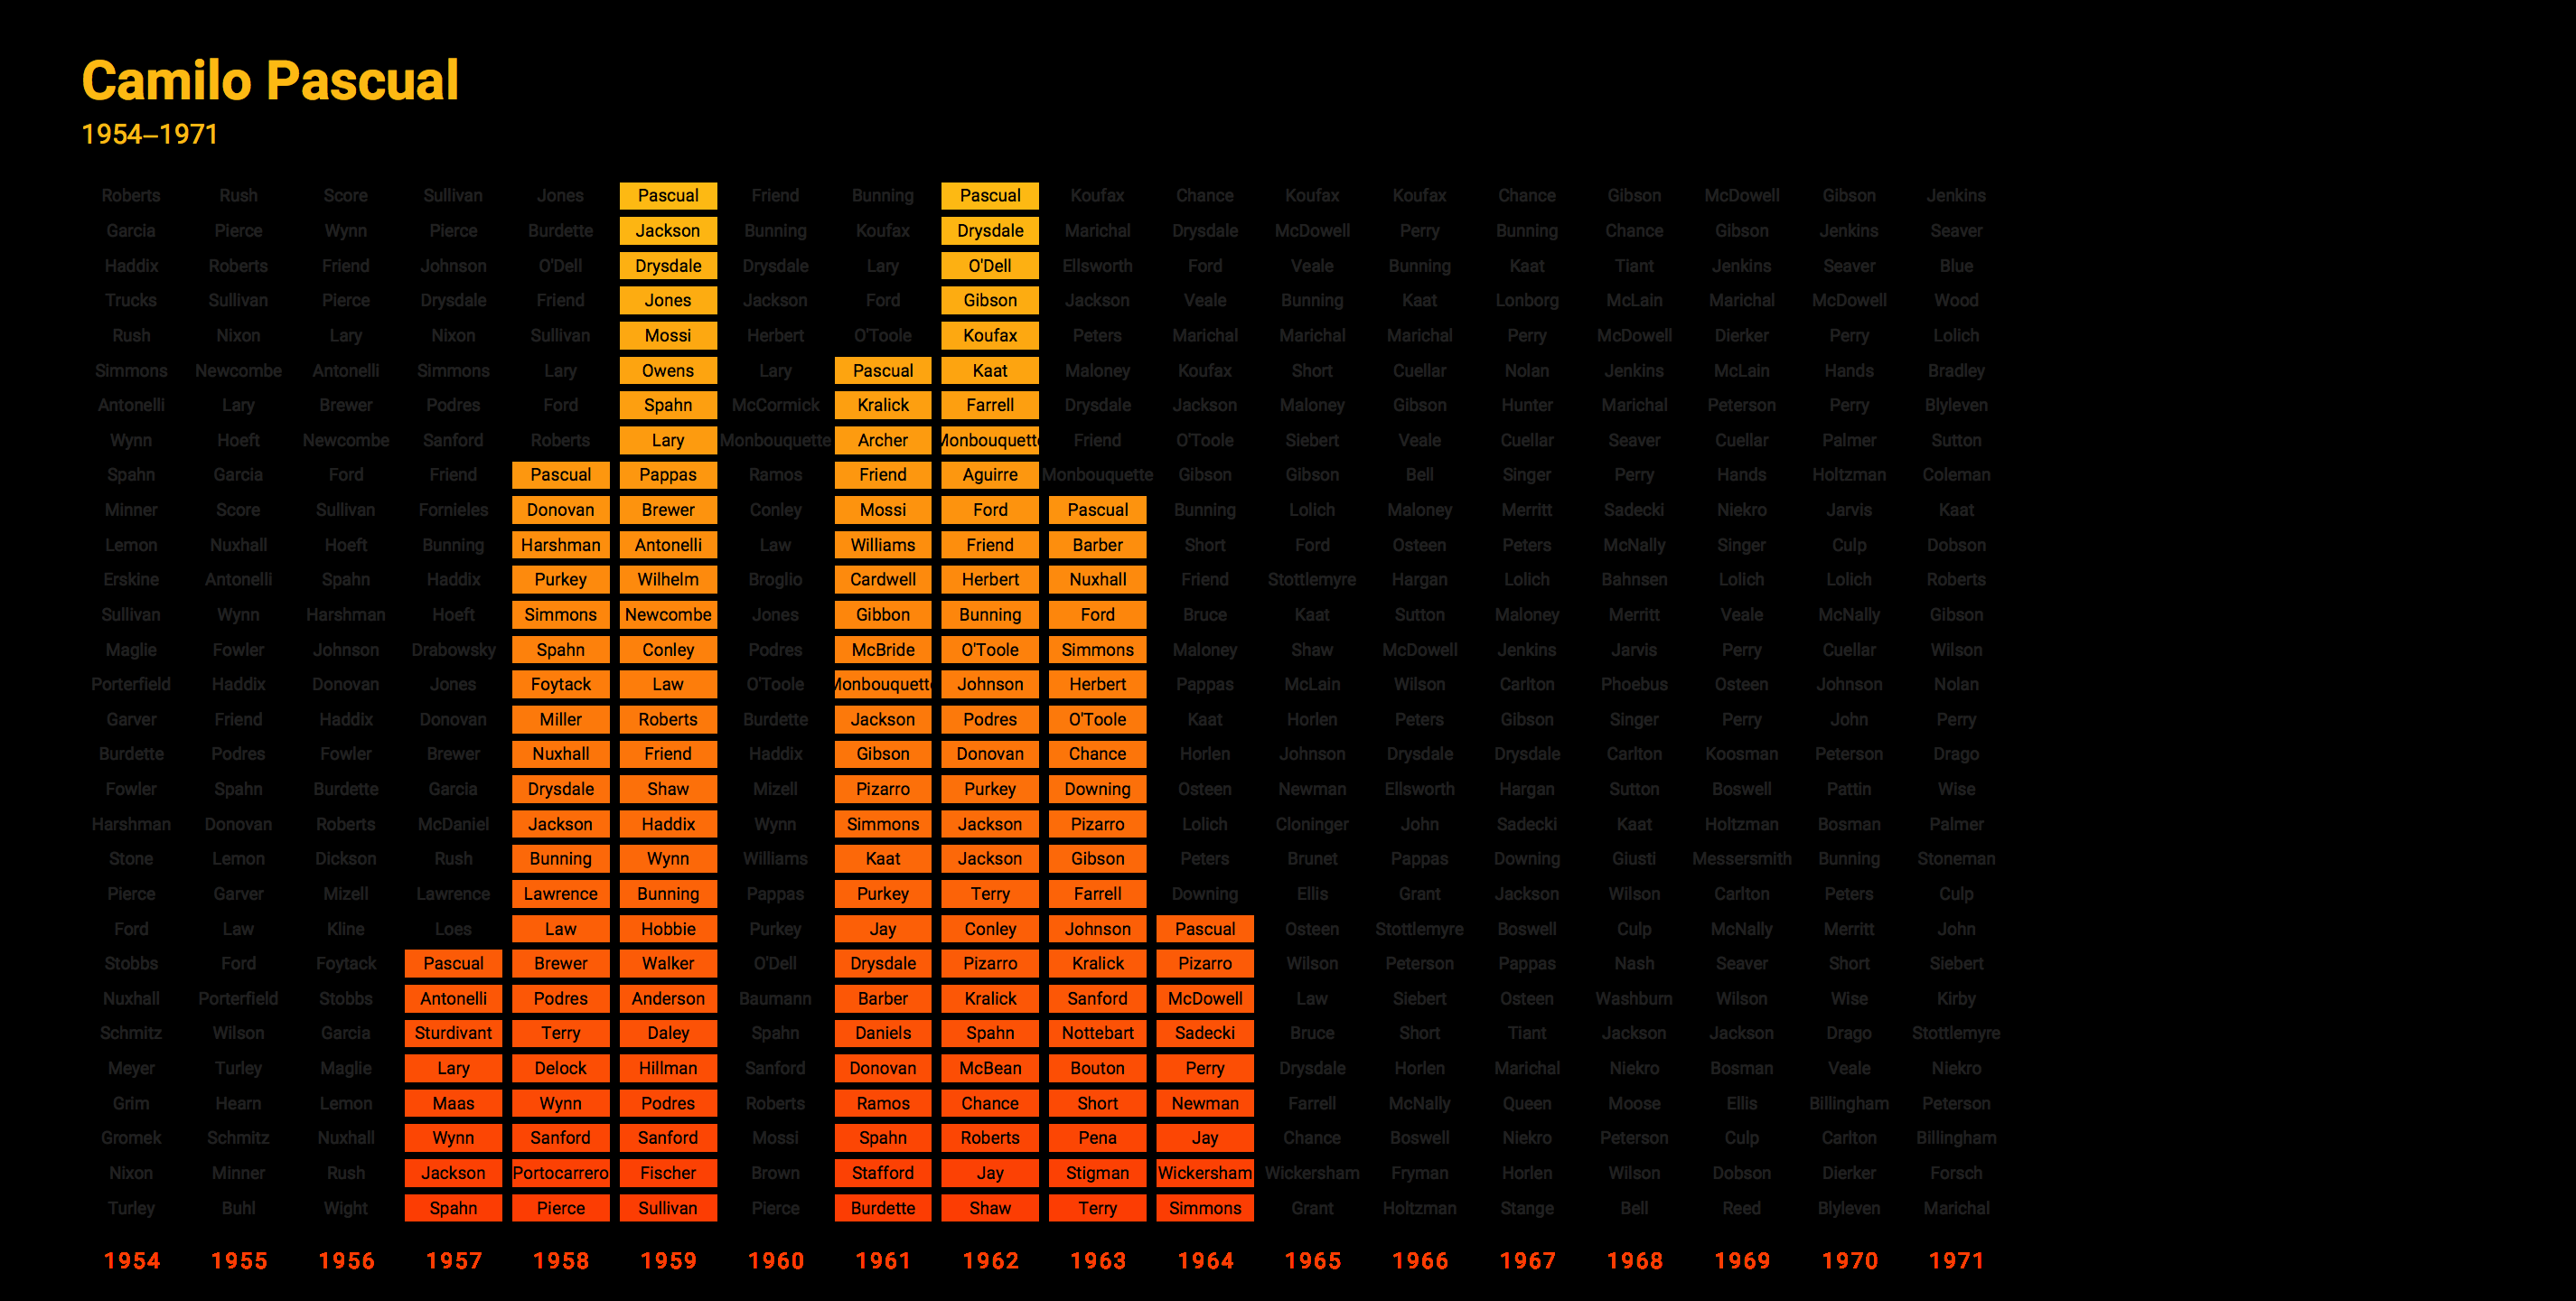 Camilo Pascual
1954–1971
Roberts Rush Score Sullivan Jones Pascual Friend Bunning Pascual Koufax Chance Koufax Koufax Chance Gibson McDowell Gibson Jenkins
Garcia Pierce Wynn Pierce Burdette Jackson Bunning Koufax Drysdale Marichal Drysdale McDowell Perry Bunning Chance Gibson Jenkins Seaver
Haddix Roberts Friend Johnson O'Dell Drysdale Drysdale Lary O'Dell Ellsworth Ford Veale Bunning Kaat Tiant Jenkins Seaver Blue
Trucks Sullivan Pierce Drysdale Friend Jones Jackson Ford Gibson Jackson Veale Bunning Kaat Lonborg McLain Marichal McDowell Wood
Rush Nixon Lary Nixon Sullivan Mossi Herbert O'Toole Koufax Peters Marichal Marichal Marichal Perry McDowell Dierker Perry Lolich
Simmons Newcombe Antonelli Simmons Lary Owens Lary Pascual Kaat Maloney Koufax Short Cuellar Nolan Jenkins McLain Hands Bradley
Antonelli Lary Brewer Podres Ford Spahn McCormick Kralick Farrell Drysdale Jackson Maloney Gibson Hunter Marichal Peterson Perry Blyleven
Wynn Hoeft Newcombe Sanford Roberts Lary Monbouquette Archer Monbouquette Friend O'Toole Siebert Veale Cuellar Seaver Cuellar Palmer Sutton
Spahn Garcia Ford Friend Pascual Pappas Ramos Friend Aguirre Monbouquette Gibson Gibson Bell Singer Perry Hands Holtzman Coleman
Minner Score Sullivan Fornieles Donovan Brewer Conley Mossi Ford Pascual Bunning Lolich Maloney Merritt Sadecki Niekro Jarvis Kaat
Lemon Nuxhall Hoeft Bunning Harshman Antonelli Law Williams Friend Barber Short Ford Osteen Peters McNally Singer Culp Dobson
Erskine Antonelli Spahn Haddix Purkey Wilhelm Broglio Cardwell Herbert Nuxhall Friend Stottlemyre Hargan Lolich Bahnsen Lolich Lolich Roberts
Sullivan Wynn Harshman Hoeft Simmons Newcombe Jones Gibbon Bunning Ford Bruce Kaat Sutton Maloney Merritt Veale McNally Gibson
Maglie Fowler Johnson Drabowsky Spahn Conley Podres McBride O'Toole Simmons Maloney Shaw McDowell Jenkins Jarvis Perry Cuellar Wilson
Porterfield Haddix Donovan Jones Foytack Law O'Toole Monbouquette Johnson Herbert Pappas McLain Wilson Carlton Phoebus Osteen Johnson Nolan
Garver Friend Haddix Donovan Miller Roberts Burdette Jackson Podres O'Toole Kaat Horlen Peters Gibson Singer Perry John Perry
Burdette Podres Fowler Brewer Nuxhall Friend Haddix Gibson Donovan Chance Horlen Johnson Drysdale Drysdale Carlton Koosman Peterson Drago
Fowler Spahn Burdette Garcia Drysdale Shaw Mizell Pizarro Purkey Downing Osteen Newman Ellsworth Hargan Sutton Boswell Pattin Wise
Harshman Donovan Roberts McDaniel Jackson Haddix Wynn Simmons Jackson Pizarro Lolich Cloninger John Sadecki Kaat Holtzman Bosman Palmer
Stone Lemon Dickson Rush Bunning Wynn Williams Kaat Jackson Gibson Peters Brunet Pappas Downing Giusti Messersmith Bunning Stoneman
Pierce Garver Mizell Lawrence Lawrence Bunning Pappas Purkey Terry Farrell Downing Ellis Grant Jackson Wilson Carlton Peters Culp
Ford Law Kline Loes Law Hobbie Purkey Jay Conley Johnson Pascual Osteen Stottlemyre Boswell Culp McNally Merritt John
Stobbs Ford Foytack Pascual Brewer Walker O'Dell Drysdale Pizarro Kralick Pizarro Wilson Peterson Pappas Nash Seaver Short Siebert
Nuxhall Porterfield Stobbs Antonelli Podres Anderson Baumann Barber Kralick Sanford McDowell Law Siebert Osteen Washburn Wilson Wise Kirby
Schmitz Wilson Garcia Sturdivant Terry Daley Spahn Daniels Spahn Nottebart Sadecki Bruce Short Tiant Jackson Jackson Drago Stottlemyre
Meyer Turley Maglie Lary Delock Hillman Sanford Donovan McBean Bouton Perry Drysdale Horlen Marichal Niekro Bosman Veale Niekro
Grim Hearn Lemon Maas Wynn Podres Roberts Ramos Chance Short Newman Farrell McNally Queen Moose Ellis Billingham Peterson
Gromek Schmitz Nuxhall Wynn Sanford Sanford Mossi Spahn Roberts Pena Jay Chance Boswell Niekro Peterson Culp Carlton Billingham
Nixon Minner Rush Jackson Portocarrero Fischer Brown Stafford Jay Stigman Wickersham Wickersham Fryman Horlen Wilson Dobson Dierker Forsch
Turley Buhl Wight Spahn Pierce Sullivan Pierce Burdette Shaw Terry Simmons Grant Holtzman Stange Bell Reed Blyleven Marichal
1954 1955 1956 1957 1958 1959 1960 1961 1962 1963 1964 1965 1966 1967 1968 1969 1970 1971